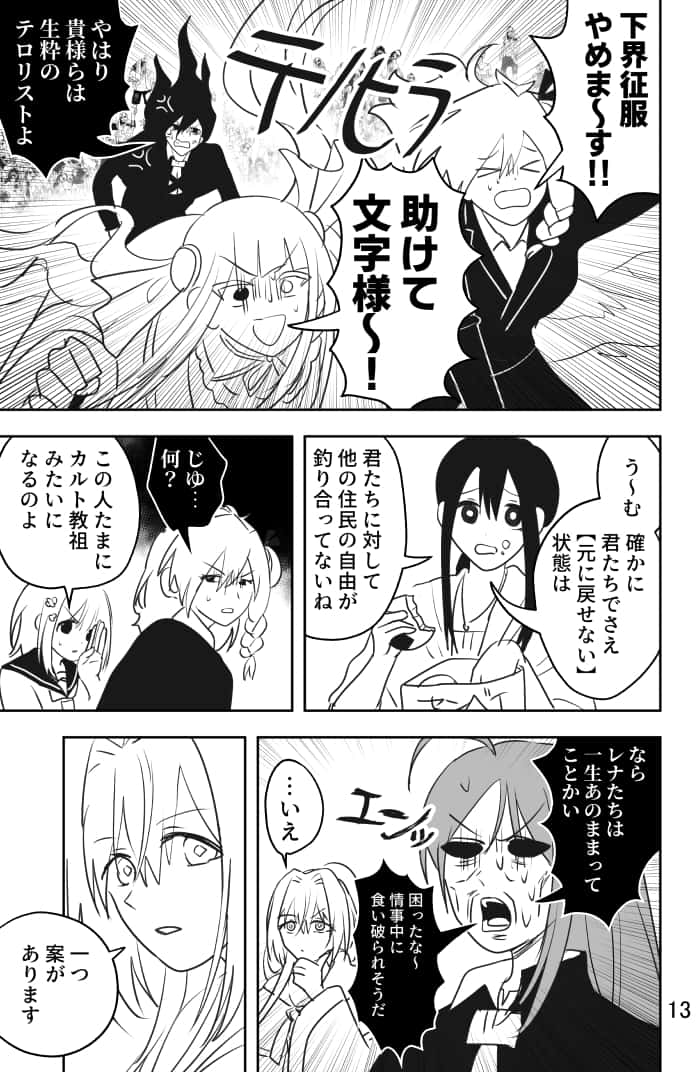 下界征服
やめま〜す!!
テノヒラ
助けて
文字様〜!
やはり
貴様らは
生粋の
テロリストよ
う〜む 確かに
君たちでさえ
【元に戻せない】
状態は
君たちに対して
他の住民の自由が
釣り合ってないね
じゅ…
何?
この人たまに
カルト教祖
みたいに
なるのよ
なら
レナたちは
一生あのままって
ことかい
エンッ
困ったな〜
情事中に
食い破られそうだ
…いえ
一つ
案が
あります
13